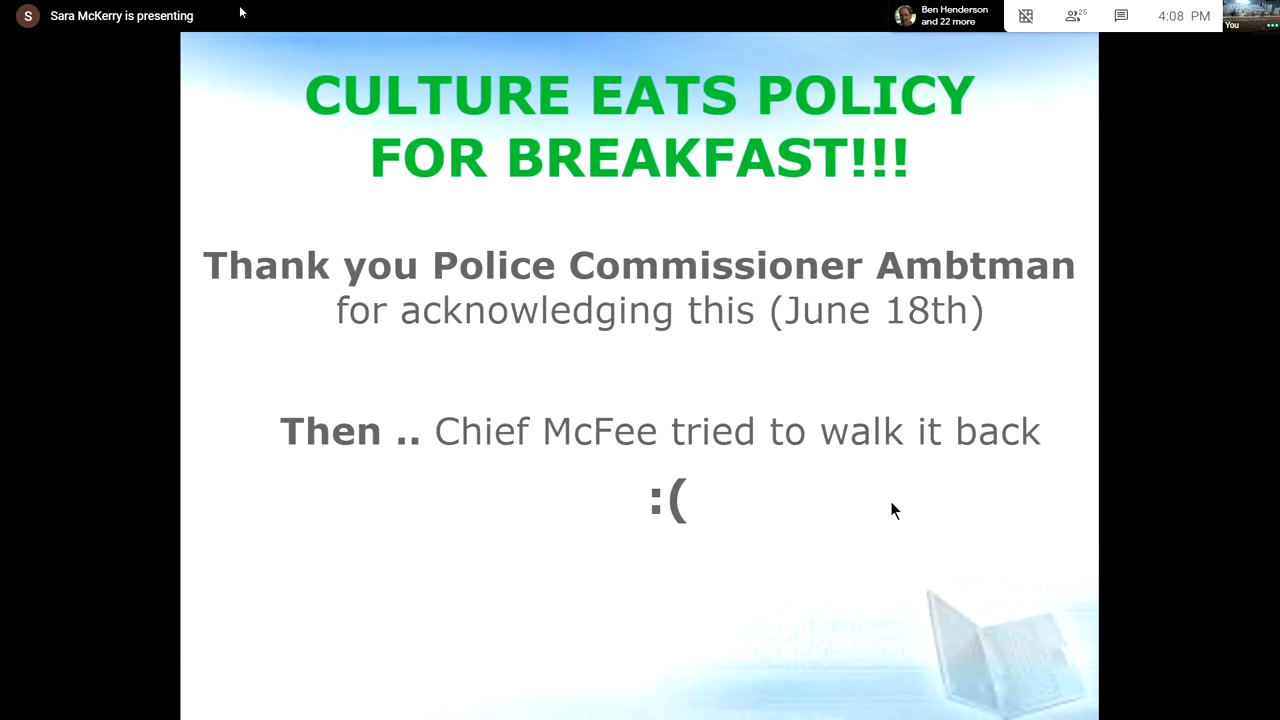 S Sara McKerry is presenting
Ben Henderson
and 22 more
25
4:08 PM
You
CULTURE EATS POLICY
FOR BREAKFAST!!!
Thank you Police Commissioner Ambtman
for acknowledging this (June 18th)
Then .. Chief McFee tried to walk it back
:(